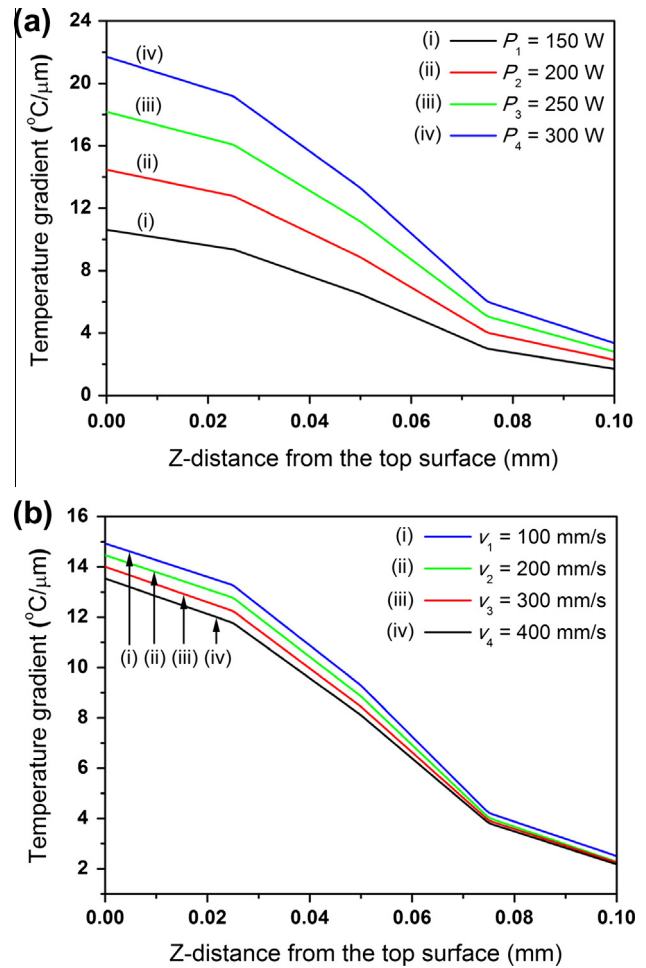 (a)
24
20
16
12
8
4
0
Temperature gradient (°C/μm)
(iv)
(iii)
(ii)
(i)
(i) P1 = 150 W
(ii) P2 = 200 W
(iii) P3 = 250 W
(iv) P4 = 300 W
0.00 0.02 0.04 0.06 0.08 0.10
Z-distance from the top surface (mm)
(b)
16
14
12
10
8
6
4
2
Temperature gradient (°C/μm)
(i) v1 = 100 mm/s
(ii) v2 = 200 mm/s
(iii) v3 = 300 mm/s
(iv) v4 = 400 mm/s
(i) (ii) (iii) (iv)
0.00 0.02 0.04 0.06 0.08 0.10
Z-distance from the top surface (mm)